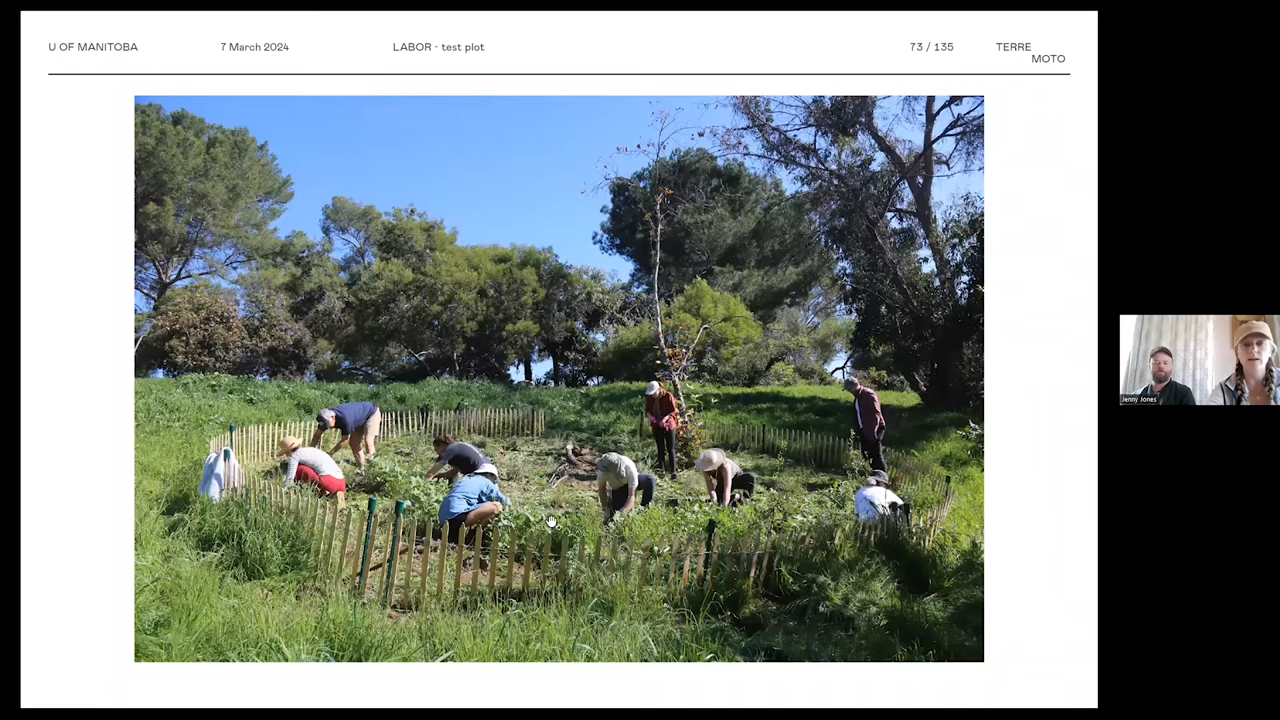 U OF MANITOBA
7 March 2024
LABOR - test plot
73 / 135
TERRE
MOTO
Jenny Jones